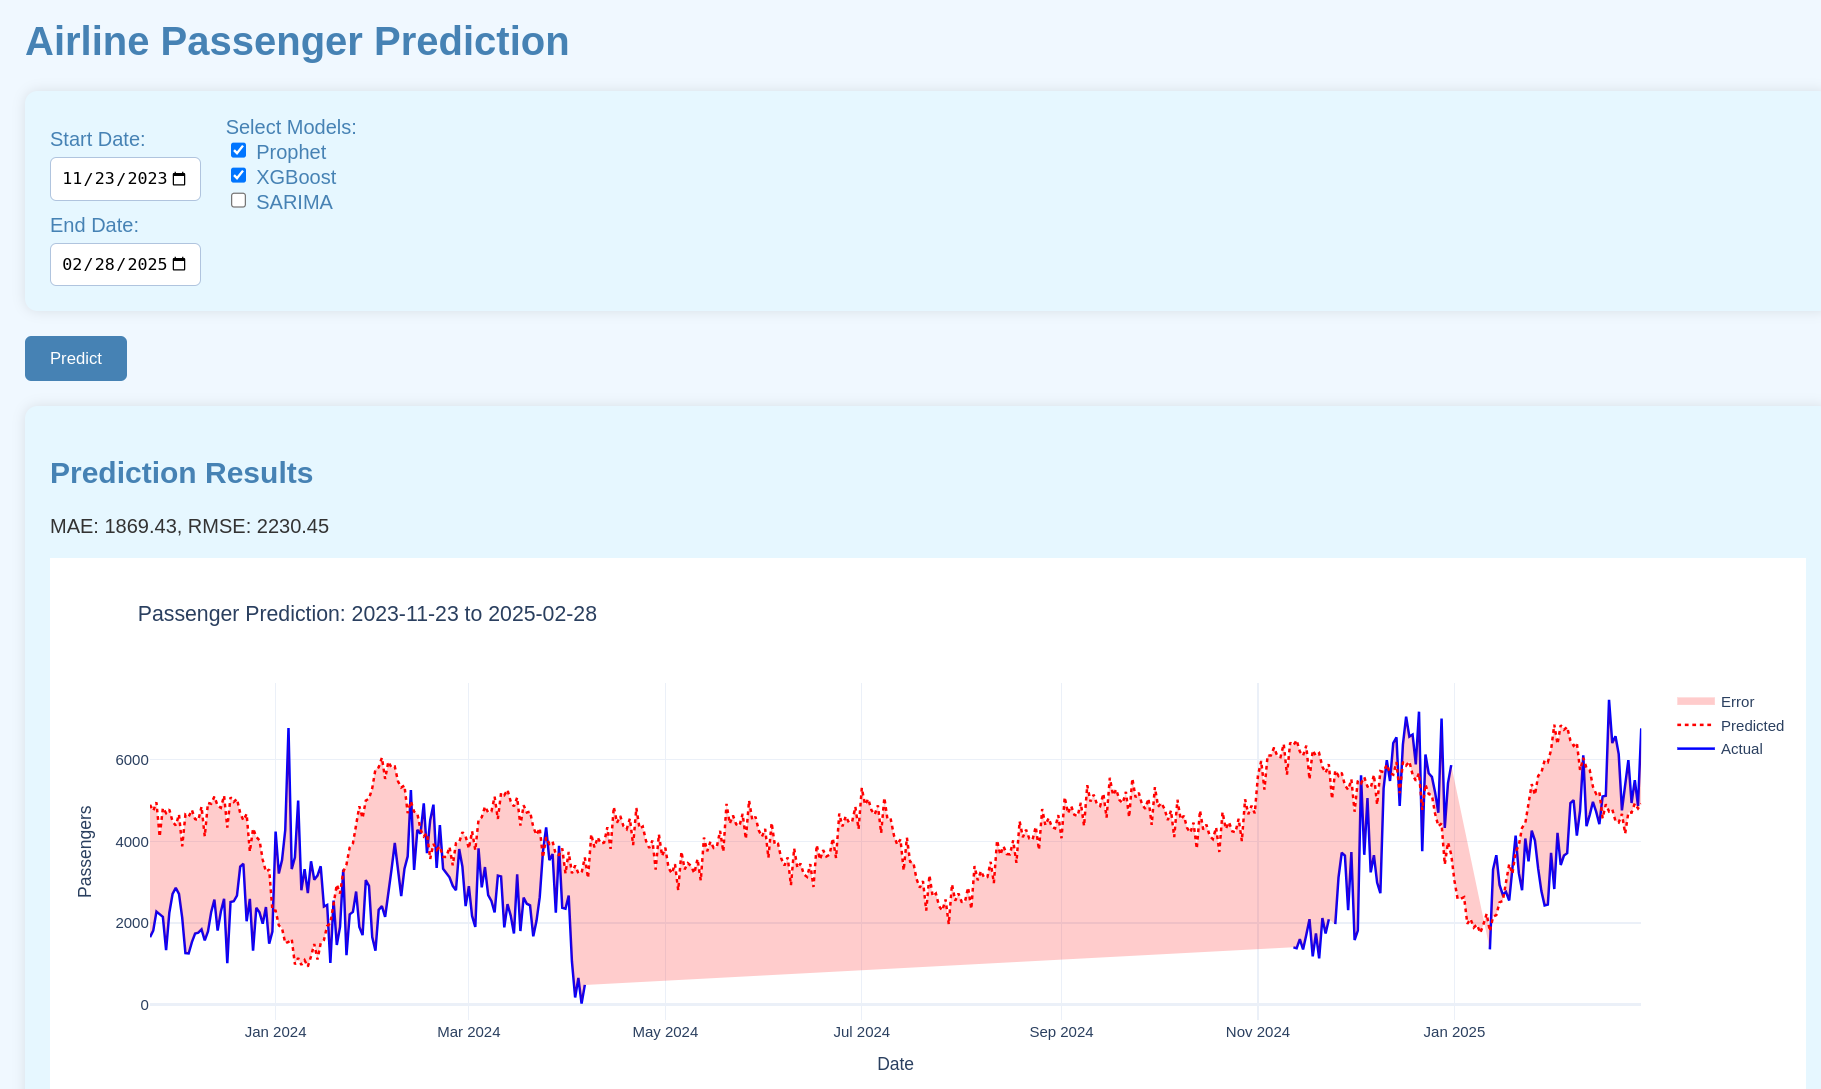 Airline Passenger Prediction
Start Date:
11/23/2023
End Date:
02/28/2025
Select Models:
Prophet
XGBoost
SARIMA
Predict
Prediction Results
MAE: 1869.43, RMSE: 2230.45
Passenger Prediction: 2023-11-23 to 2025-02-28
Error
Predicted
Actual
Passengers
6000
4000
2000
0
Jan 2024 Mar 2024 May 2024 Jul 2024 Sep 2024 Nov 2024 Jan 2025
Date